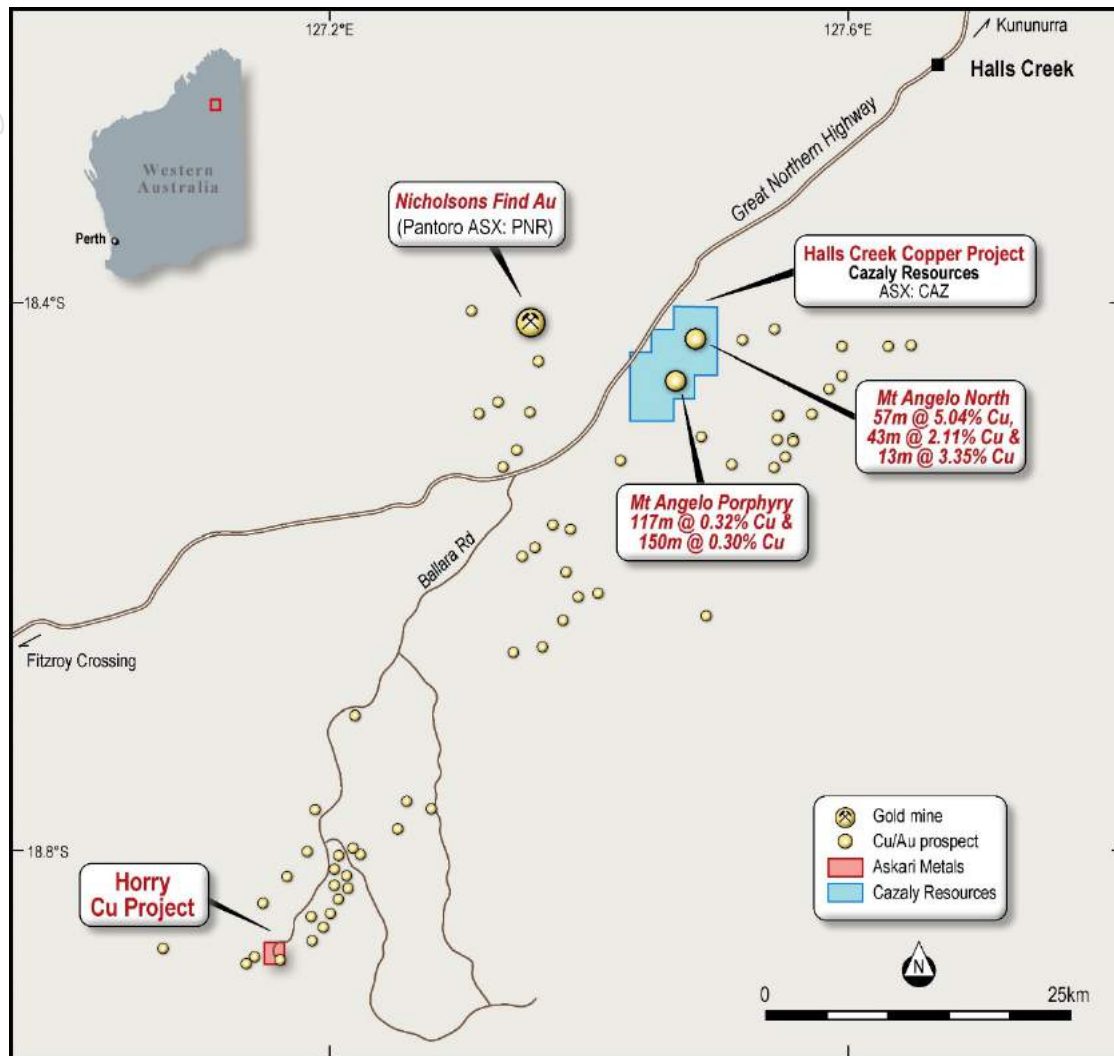 127.2°E
127.6°E
Kununurra
Halls Creek
Great Northern Highway
Western
Australia
Perth
Nicholsons Find Au
(Pantoro ASX: PNR)
Halls Creek Copper Project
Cazaly Resources
ASX: CAZ
18.4°S
Mt Angelo North
57m @ 5.04% Cu,
43m @ 2.11% Cu &
13m @ 3.35% Cu
Mt Angelo Porphyry
117m @ 0.32% Cu &
150m @ 0.30% Cu
Ballara Rd
Fitzroy Crossing
18.8°S
Horry
Cu Project
Gold mine
Cu/Au prospect
Askari Metals
Cazaly Resources
N
0
25km